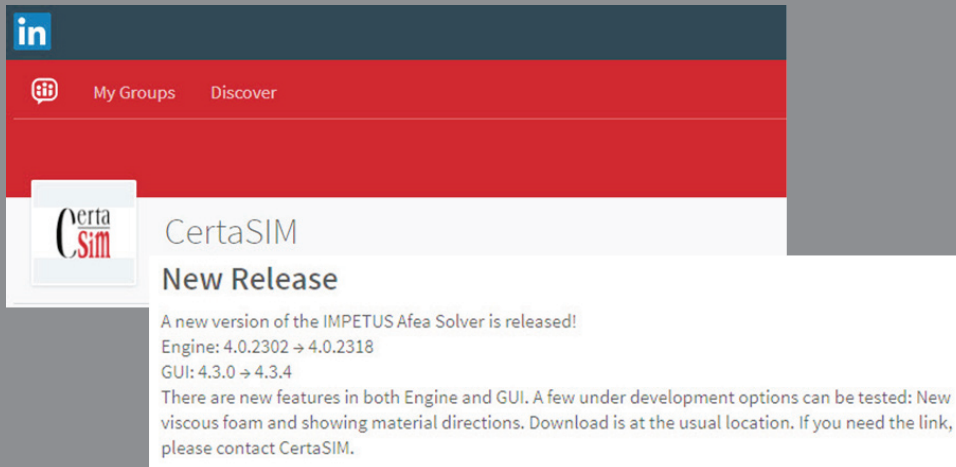 in
My Groups Discover
Certa
Sim
CertaSIM
New Release
A new version of the IMPETUS Afea Solver is released!
Engine: 4.0.2302 → 4.0.2318
GUI: 4.3.0 → 4.3.4
There are new features in both Engine and GUI. A few under development options can be tested: New
viscous foam and showing material directions. Download is at the usual location. If you need the link,
please contact CertaSIM.